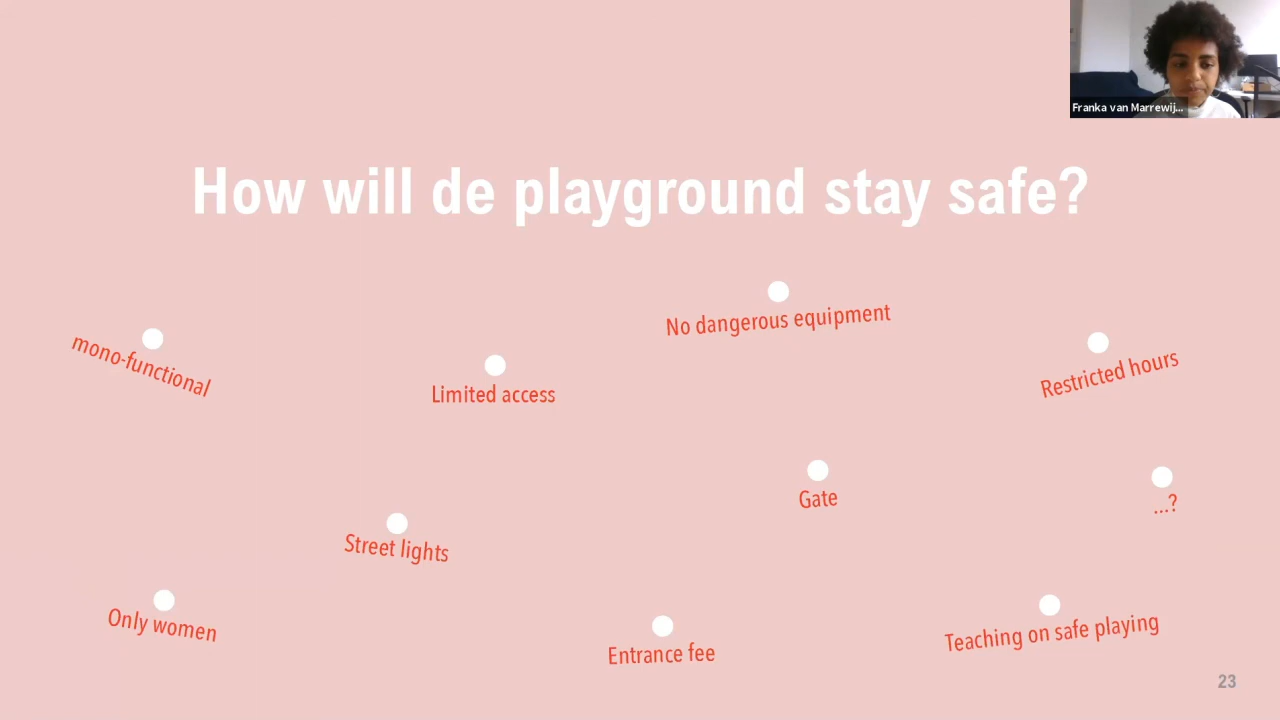 Franka van Marrewij...
How will de playground stay safe?
No dangerous equipment
mono-functional
Limited access
Restricted hours
Gate
...?
Street lights
Only women
Entrance fee
Teaching on safe playing
23